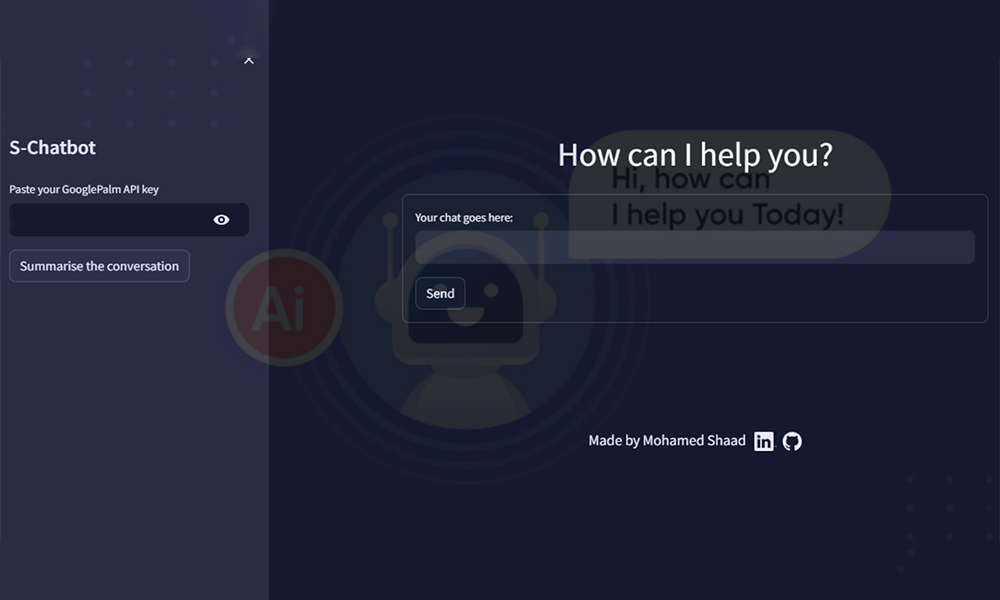 S-Chatbot
Paste your GooglePalm API key
Summarise the conversation
Ai
How can I help you?
Hi, how can
I help you Today!
Your chat goes here:
Send
Made by Mohamed Shaad in